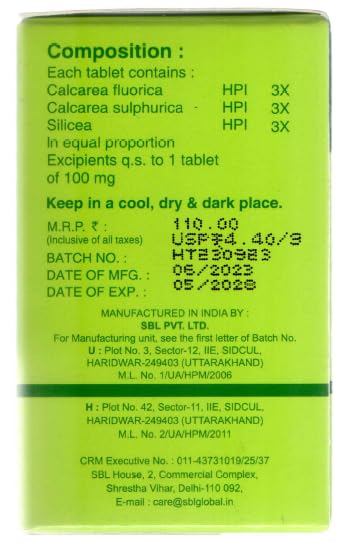 Composition :
Each tablet contains :
Calcarea fluorica HPI 3X
Calcarea sulphurica - HPI 3X
Silicea HPI 3X
In equal proportion
Excipients q.s. to 1 tablet
of 100 mg
Keep in a cool, dry & dark place.
M.R.P. ₹ : 110.00
(inclusive of all taxes) USP₹4.40/g
BATCH NO. : HT230983
DATE OF MFG. : 06/2023
DATE OF EXP. : 05/2028
MANUFACTURED IN INDIA BY :
SBL PVT. LTD.
For Manufacturing unit, see the first letter of Batch No.
U : Plot No. 3, Sector-12, IIE, SIDCUL,
HARIDWAR-249403 (UTTARAKHAND)
M.L. No. 1/UA/HPM/2006
H : Plot No. 42, Sector-11, IIE, SIDCUL,
HARIDWAR-249403 (UTTARAKHAND)
M.L. No. 2/UA/HPM/2011
CRM Executive No. : 011-43731019/25/37
SBL House, 2, Commercial Complex,
Shrestha Vihar, Delhi-110 092,
E-mail : care@sblglobal.in